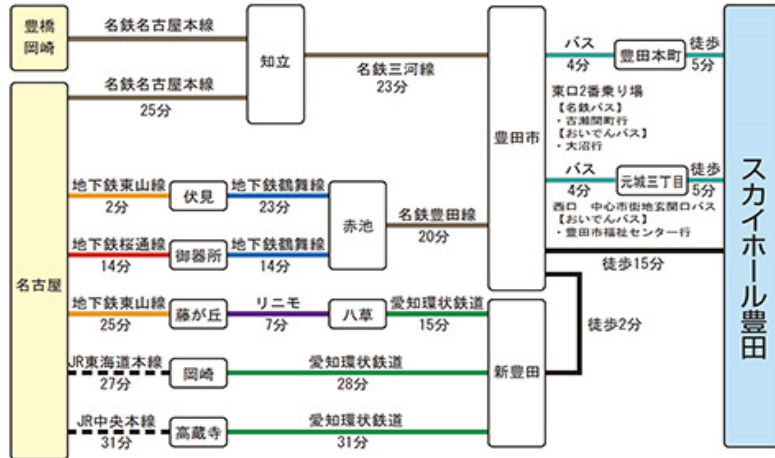 豊橋
岡崎
名鉄名古屋本線
名鉄名古屋本線
25分
知立
名鉄三河線
23分
バス
4分
豊田本町
徒歩
5分
東口2番乗り場
【名鉄バス】
・古瀬間町行
【おいでんバス】
・大沼行
豊田市
名古屋
地下鉄東山線
2分
伏見
地下鉄鶴舞線
23分
赤池
名鉄豊田線
20分
バス
4分
元城三丁目
徒歩
5分
西口 中心市街地玄関口バス
【おいでんバス】
・豊田市福祉センター行
地下鉄桜通線
14分
御器所
地下鉄鶴舞線
14分
徒歩15分
地下鉄東山線
25分
藤が丘
リニモ
7分
八草
愛知環状鉄道
15分
徒歩2分
新豊田
JR東海道本線
27分
岡崎
愛知環状鉄道
28分
JR中央本線
31分
高蔵寺
愛知環状鉄道
31分
スカイホール豊田